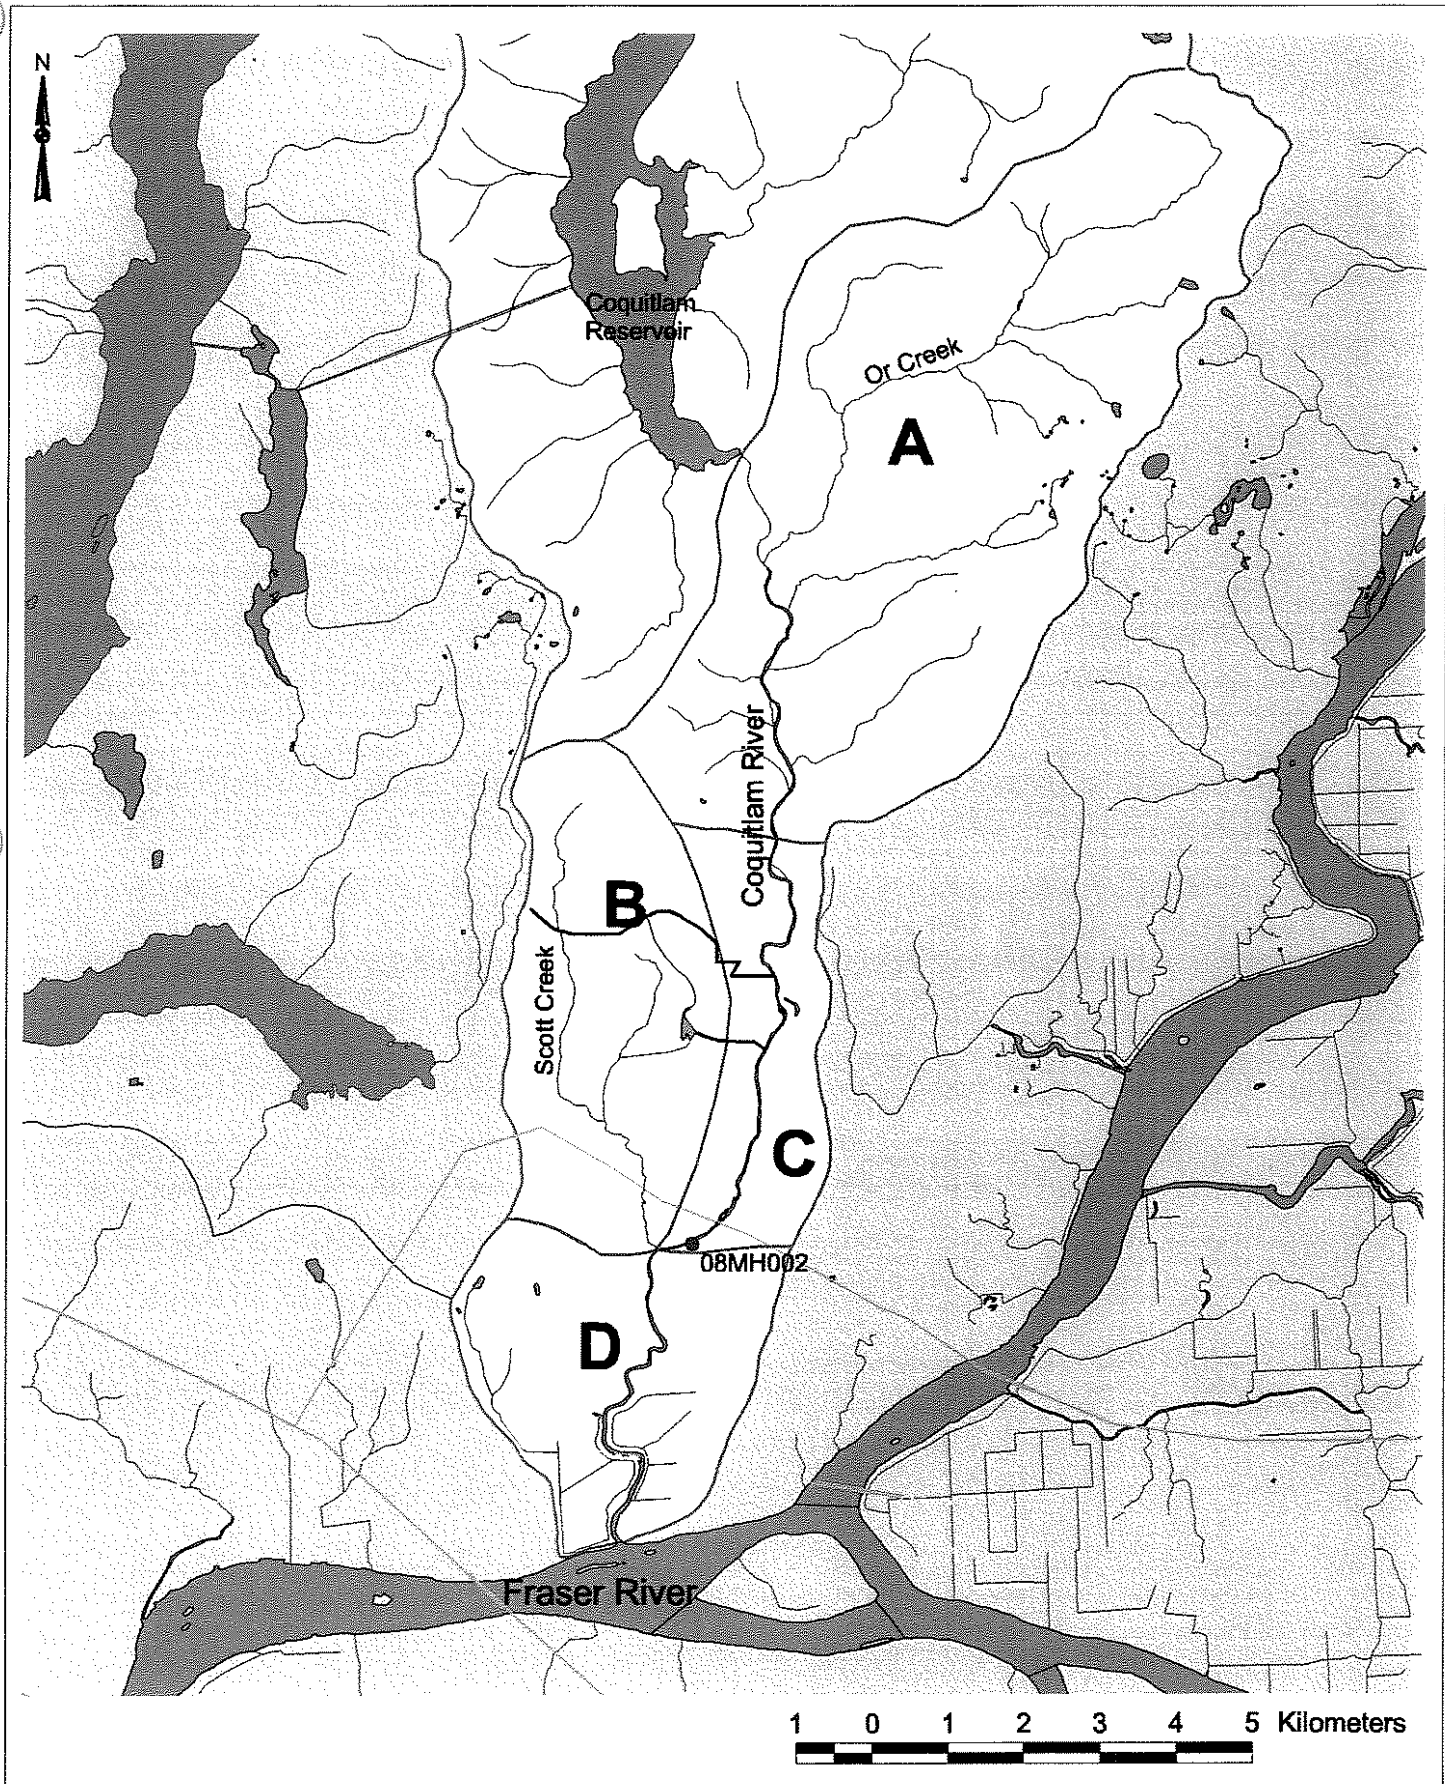 N
Coquitlam
Reservoir
Or Creek
A
Coquitlam River
B
Scott Creek
C
08MH002
D
Fraser River
1 0 1 2 3 4 5 Kilometers